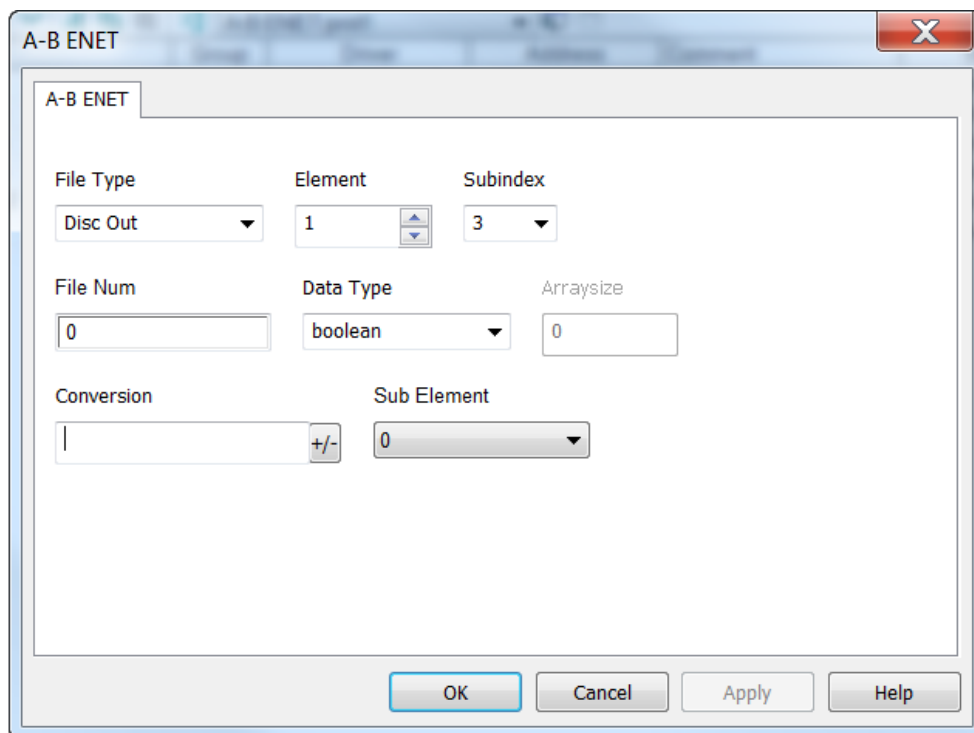 A-B ENET
A-B ENET
File Type Element Subindex
Disc Out 1 3
File Num Data Type Arraysize
0 boolean 0
Conversion Sub Element
+/- 0
OK Cancel Apply Help